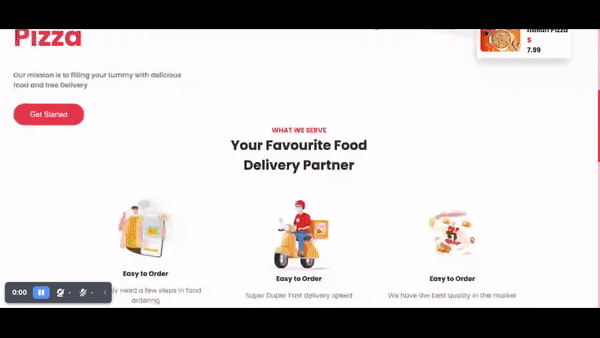 Pizza
Italian Pizza
$
7.99
Our mission is to filling your tummy with delicious
food and free Delivery
Get Started
WHAT WE SERVE
Your Favourite Food
Delivery Partner
Easy to Order
Easy to Order
Easy to Order
need a few steps in food
ordering
Super Duper Fast delivery speed
We have the best quality in the market
0:00